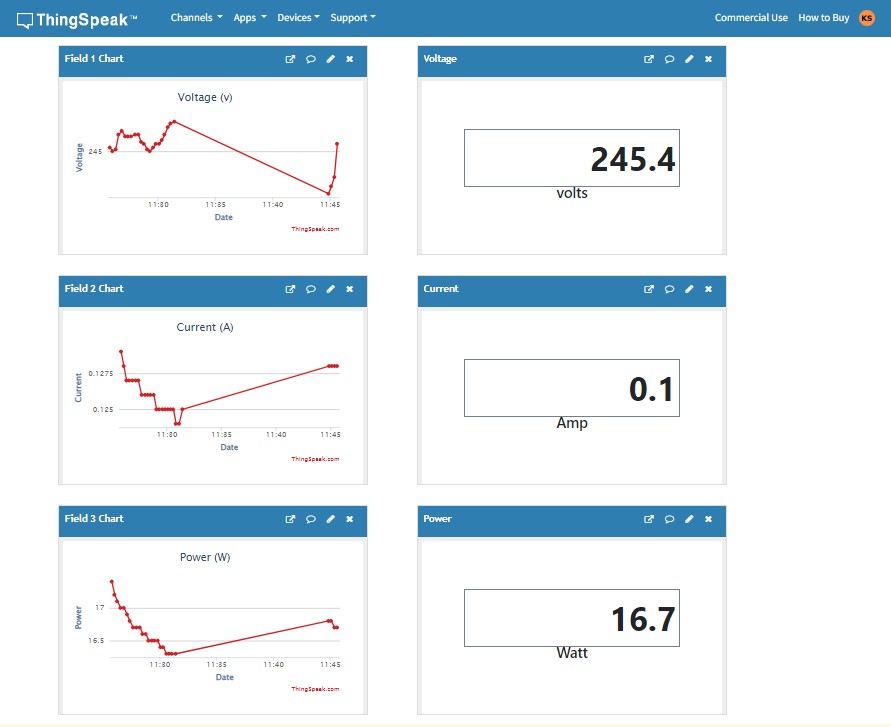 ThingSpeak™ Channels Apps Devices Support Commercial Use How to Buy KS
Field 1 Chart
Voltage (v)
Voltage
245
11:30 11:35 11:40 11:45
Date
ThingSpeak.com
Voltage
245.4
volts
Field 2 Chart
Current (A)
Current
0.1275
0.125
11:30 11:35 11:40 11:45
Date
ThingSpeak.com
Current
0.1
Amp
Field 3 Chart
Power (W)
Power
17
16.5
11:30 11:35 11:40 11:45
Date
ThingSpeak.com
Power
16.7
Watt